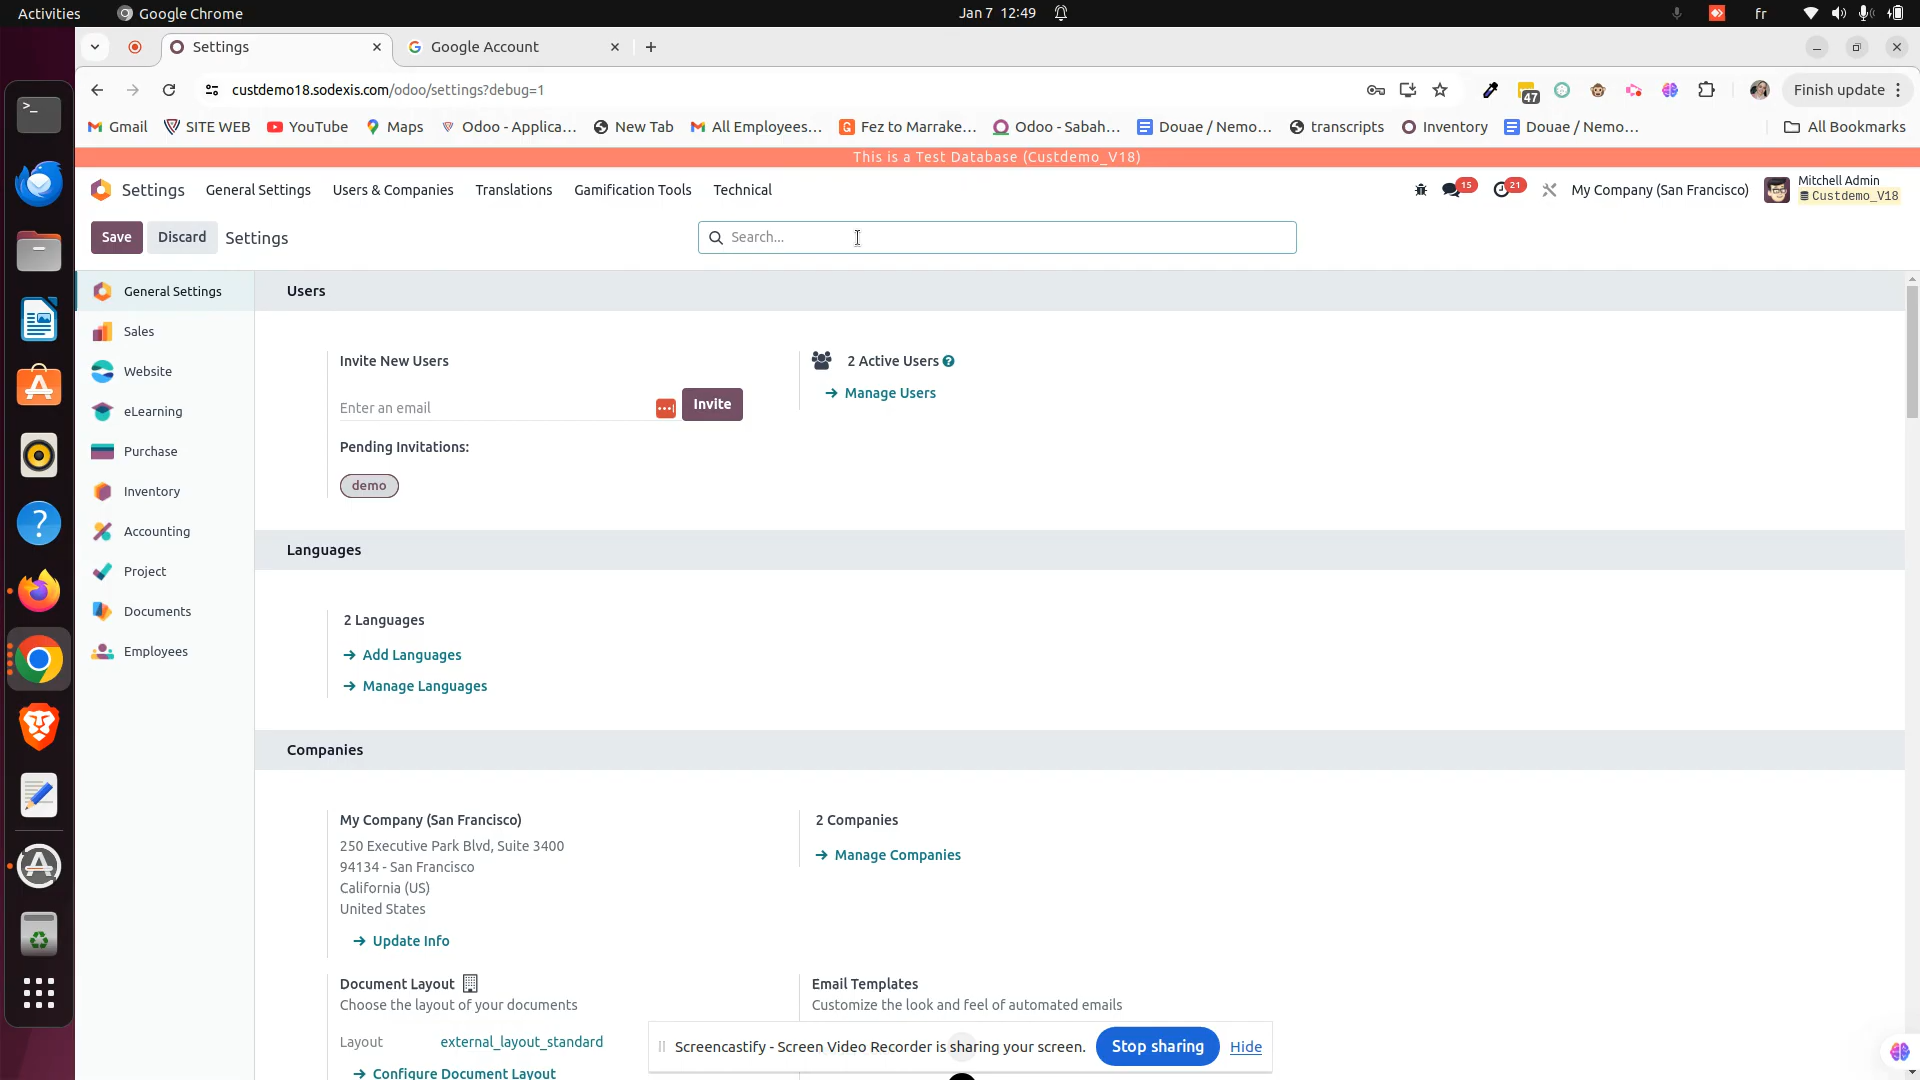 Activities
Google Chrome
Jan 7 12:49
fr
Settings
Google Account
custdemo18.sodexis.com/odoo/settings?debug=1
47
Finish update
Gmail
SITE WEB
YouTube
Maps
Odoo - Applica...
New Tab
All Employees...
Fez to Marrake...
Odoo - Sabah...
Douae / Nemo...
transcripts
Inventory
Douae / Nemo...
All Bookmarks
This is a Test Database (Custdemo_V18)
Settings
General Settings
Users & Companies
Translations
Gamification Tools
Technical
15
21
My Company (San Francisco)
Mitchell Admin
Custdemo_V18
Save
Discard
Settings
Search...
General Settings
Sales
Website
eLearning
Purchase
Inventory
Accounting
Project
Documents
Employees
Users
Invite New Users
Enter an email
Invite
Pending Invitations:
demo
2 Active Users
Manage Users
Languages
2 Languages
Add Languages
Manage Languages
Companies
My Company (San Francisco)
250 Executive Park Blvd, Suite 3400
94134 - San Francisco
California (US)
United States
Update Info
2 Companies
Manage Companies
Document Layout
Choose the layout of your documents
Layout
external_layout_standard
Configure Document Layout
Email Templates
Customize the look and feel of automated emails
Screencastify - Screen Video Recorder is sharing your screen.
Stop sharing
Hide